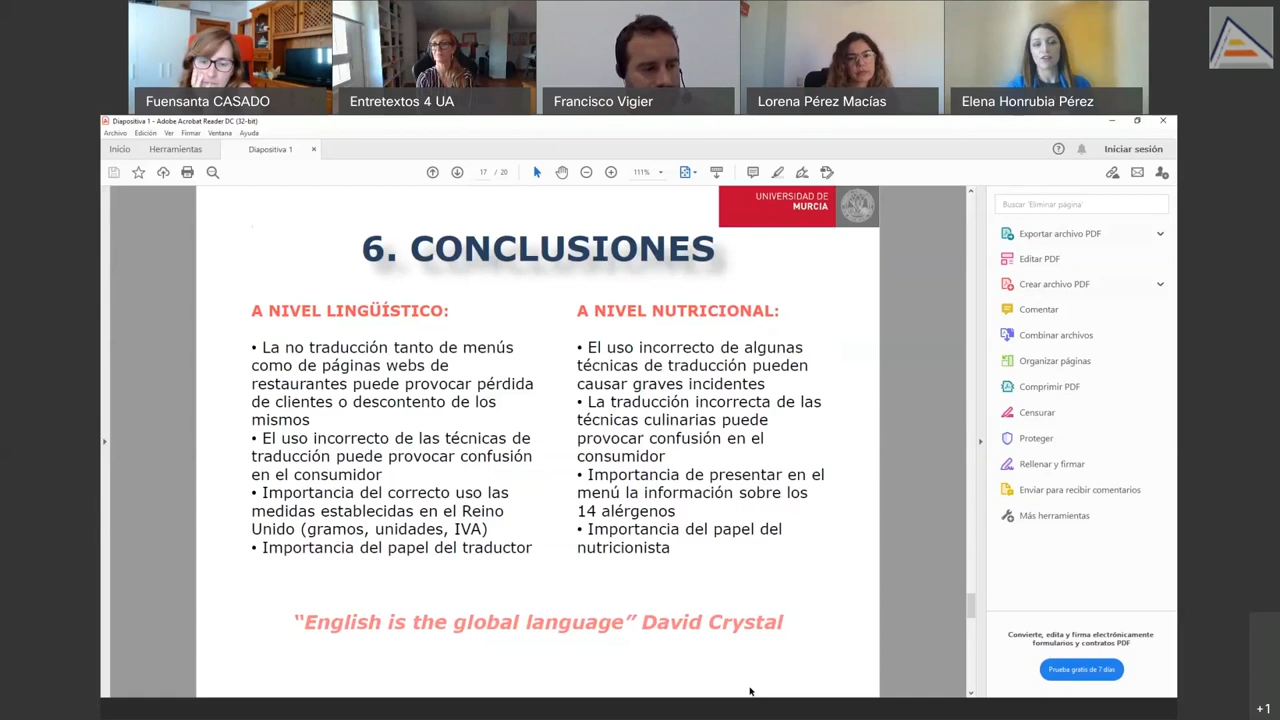 Fuensanta CASADO
Entretextos 4 UA
Francisco Vigier
Lorena Pérez Macías
Elena Honrubia Pérez
Diapositiva 1 - Adobe Acrobat Reader DC (32-bit)
Archivo Edición Ver Firmar Ventana Ayuda
Inicio Herramientas Diapositiva 1 Iniciar sesión
17 / 20 111%
UNIVERSIDAD DE
MURCIA
6. CONCLUSIONES
A NIVEL LINGÜÍSTICO:
• La no traducción tanto de menús
como de páginas webs de
restaurantes puede provocar pérdida
de clientes o descontento de los
mismos
• El uso incorrecto de las técnicas de
traducción puede provocar confusión
en el consumidor
• Importancia del correcto uso las
medidas establecidas en el Reino
Unido (gramos, unidades, IVA)
• Importancia del papel del traductor
A NIVEL NUTRICIONAL:
• El uso incorrecto de algunas
técnicas de traducción pueden
causar graves incidentes
• La traducción incorrecta de las
técnicas culinarias puede
provocar confusión en el
consumidor
• Importancia de presentar en el
menú la información sobre los
14 alérgenos
• Importancia del papel del
nutricionista
“English is the global language” David Crystal
Buscar 'Eliminar página'
Exportar archivo PDF
Editar PDF
Crear archivo PDF
Comentar
Combinar archivos
Organizar páginas
Comprimir PDF
Censurar
Proteger
Rellenar y firmar
Enviar para recibir comentarios
Más herramientas
Convierte, edita y firma electrónicamente
formularios y contratos PDF
Prueba gratis de 7 días
+1